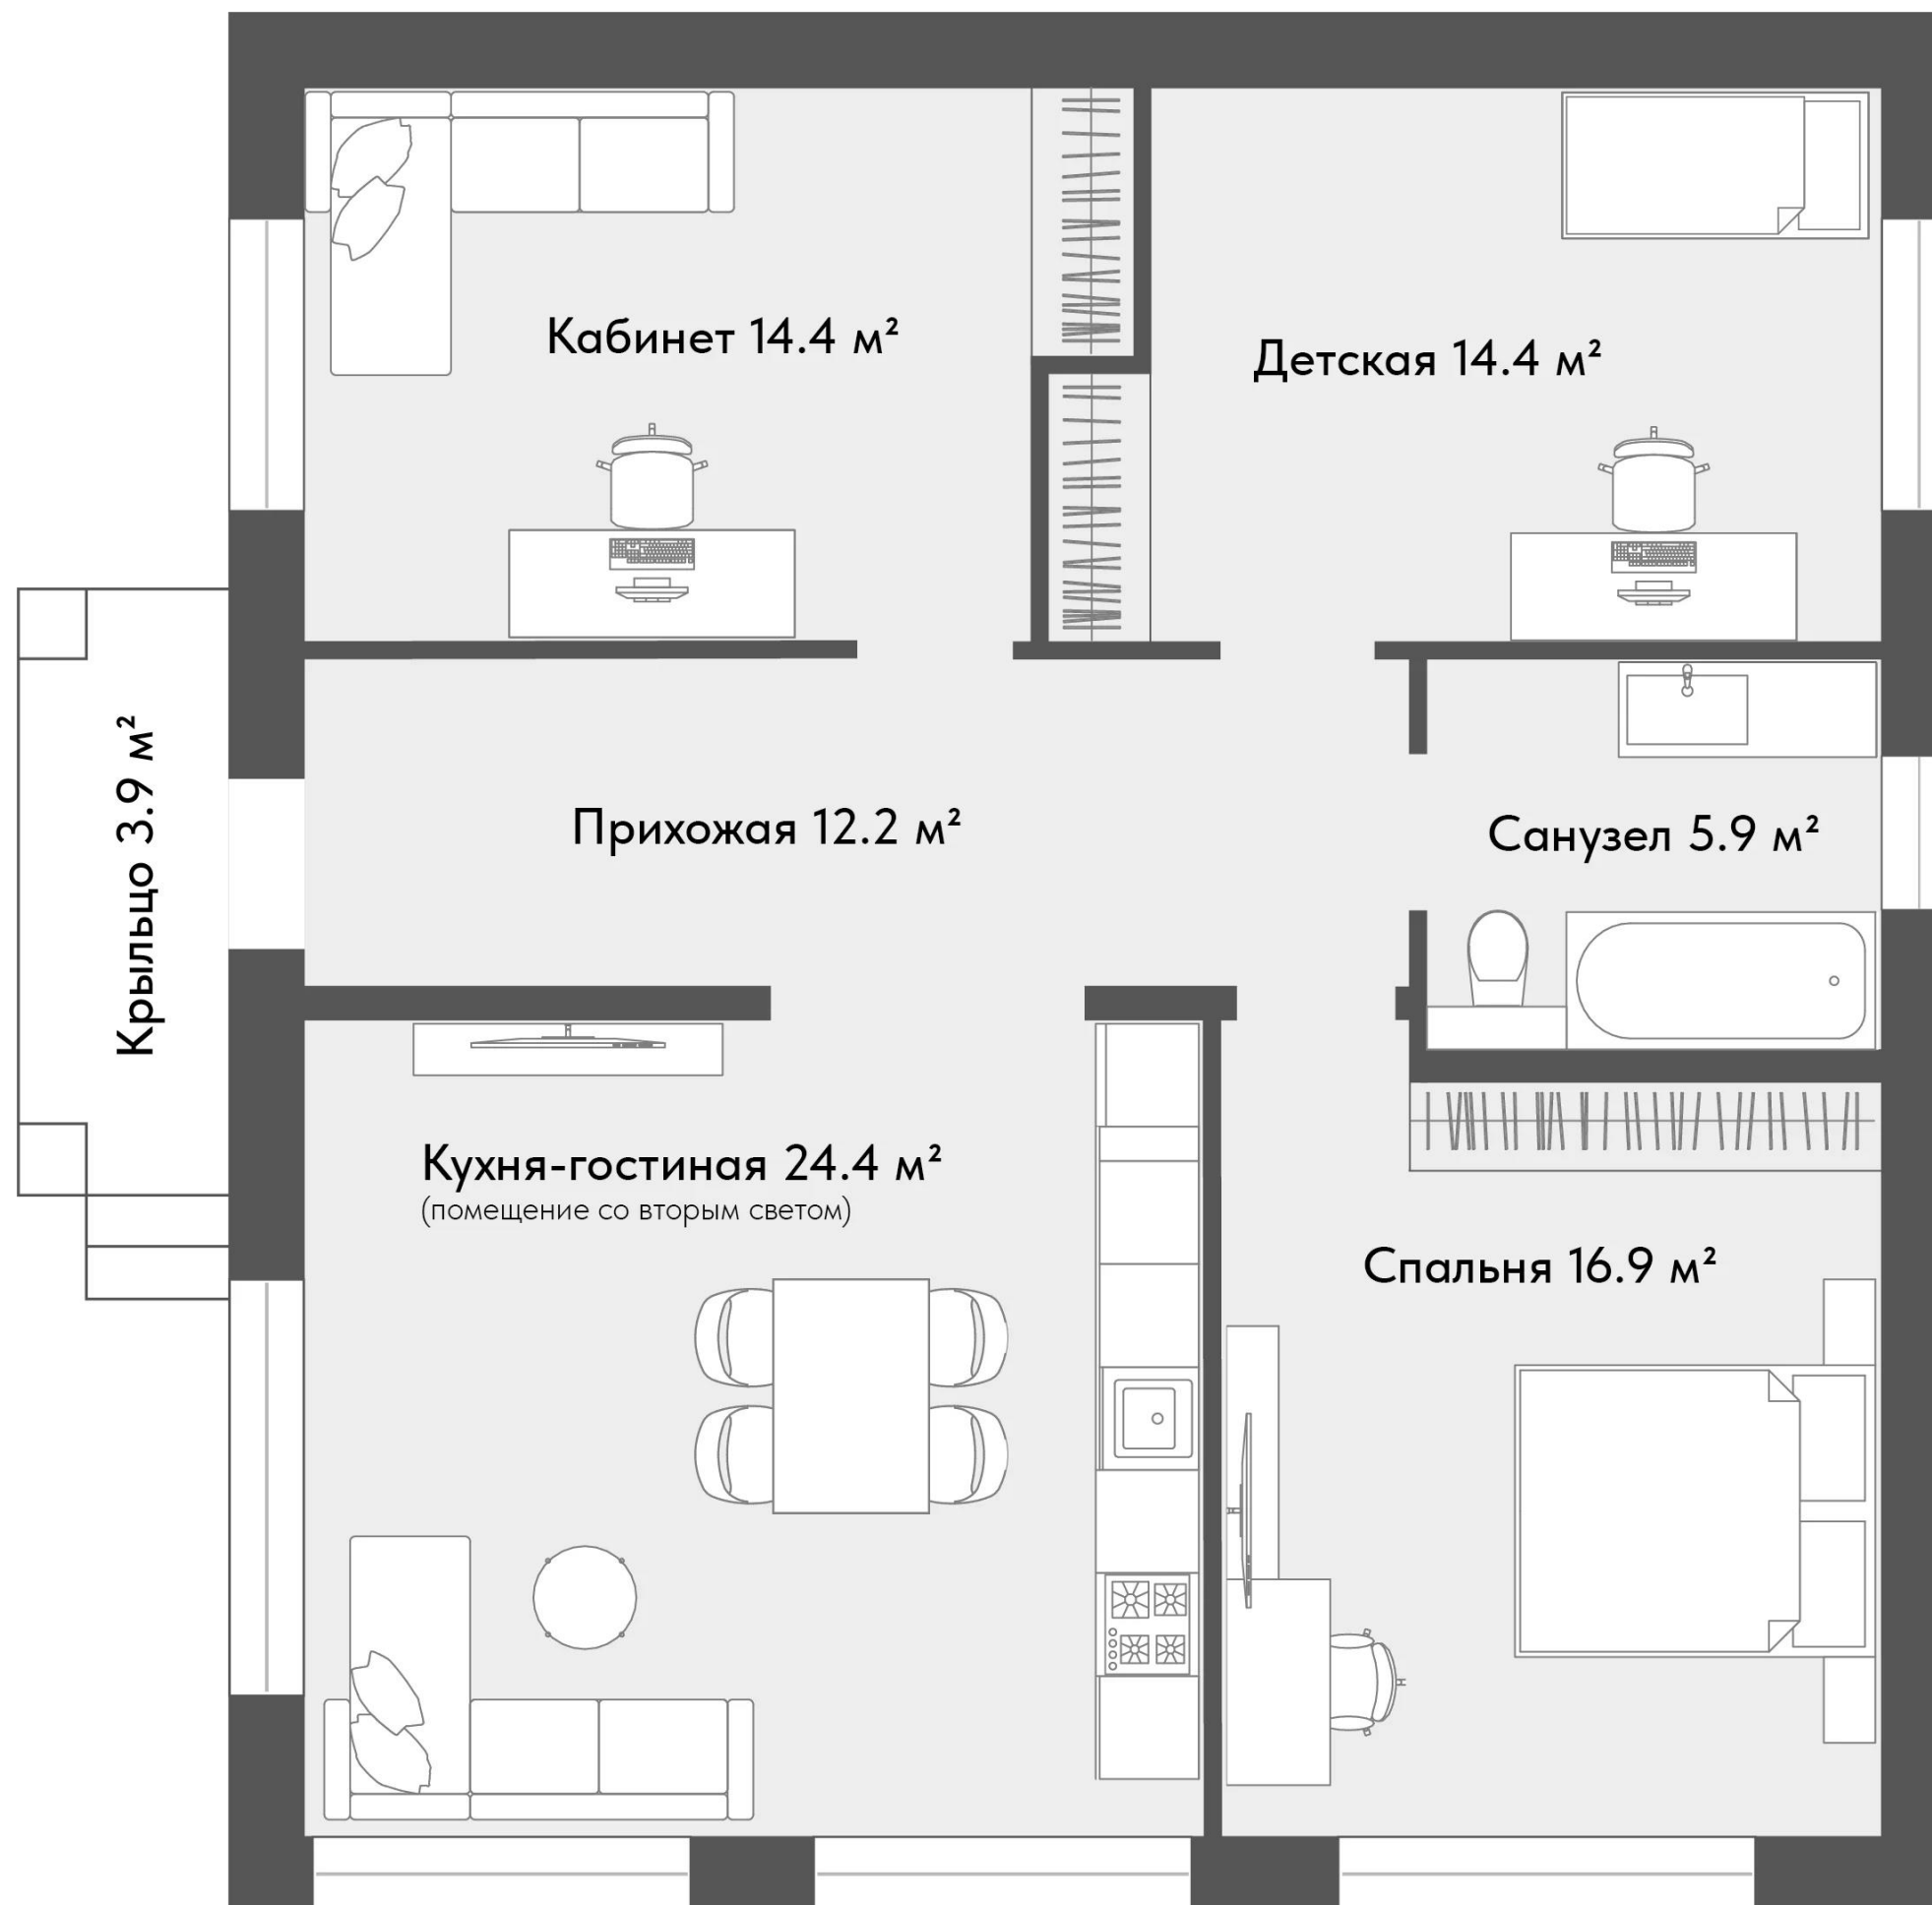 Кабинет 14.4 м²
Детская 14.4 м²
Крыльцо 3.9 м²
Прихожая 12.2 м²
Санузел 5.9 м²
Кухня-гостиная 24.4 м²
(помещение со вторым светом)
Спальня 16.9 м²